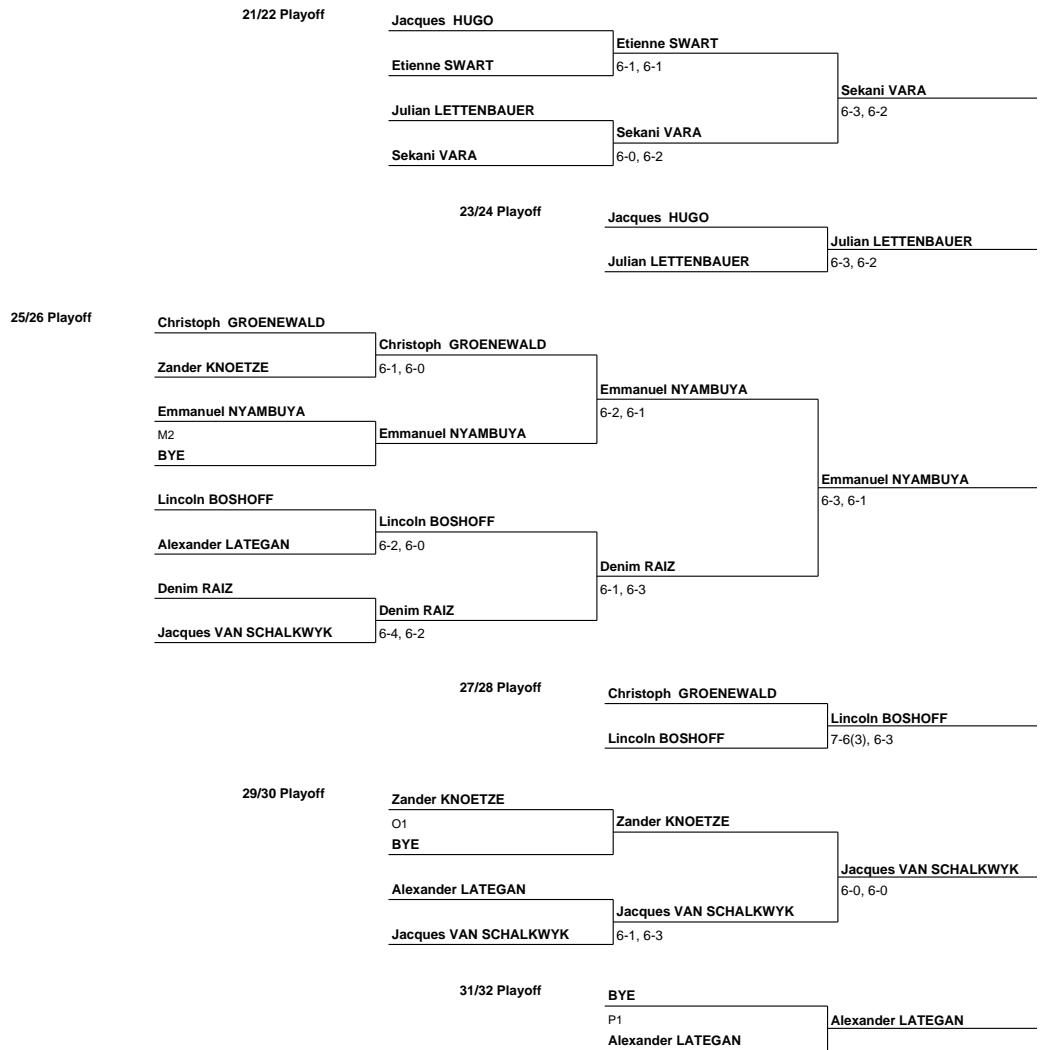 21/22 Playoff
Jacques  HUGO
Etienne SWART
Etienne SWART
6-1, 6-1
Sekani VARA
6-3, 6-2
Julian LETTENBAUER
Sekani VARA
Sekani VARA
6-0, 6-2
23/24 Playoff
Jacques  HUGO
Julian LETTENBAUER
Julian LETTENBAUER
6-3, 6-2
25/26 Playoff
Christoph  GROENEWALD
Christoph  GROENEWALD
Zander KNOETZE
6-1, 6-0
Emmanuel NYAMBUYA
6-2, 6-1
Emmanuel NYAMBUYA
M2
Emmanuel NYAMBUYA
BYE
Emmanuel NYAMBUYA
6-3, 6-1
Lincoln BOSHOFF
Lincoln BOSHOFF
Alexander LATEGAN
6-2, 6-0
Denim RAIZ
6-1, 6-3
Denim RAIZ
Denim RAIZ
Jacques VAN SCHALKWYK
6-4, 6-2
27/28 Playoff
Christoph  GROENEWALD
Lincoln BOSHOFF
Lincoln BOSHOFF
7-6(3), 6-3
29/30 Playoff
Zander KNOETZE
O1
Zander KNOETZE
BYE
Jacques VAN SCHALKWYK
6-0, 6-0
Alexander LATEGAN
Jacques VAN SCHALKWYK
Jacques VAN SCHALKWYK
6-1, 6-3
31/32 Playoff
BYE
P1
Alexander LATEGAN
Alexander LATEGAN